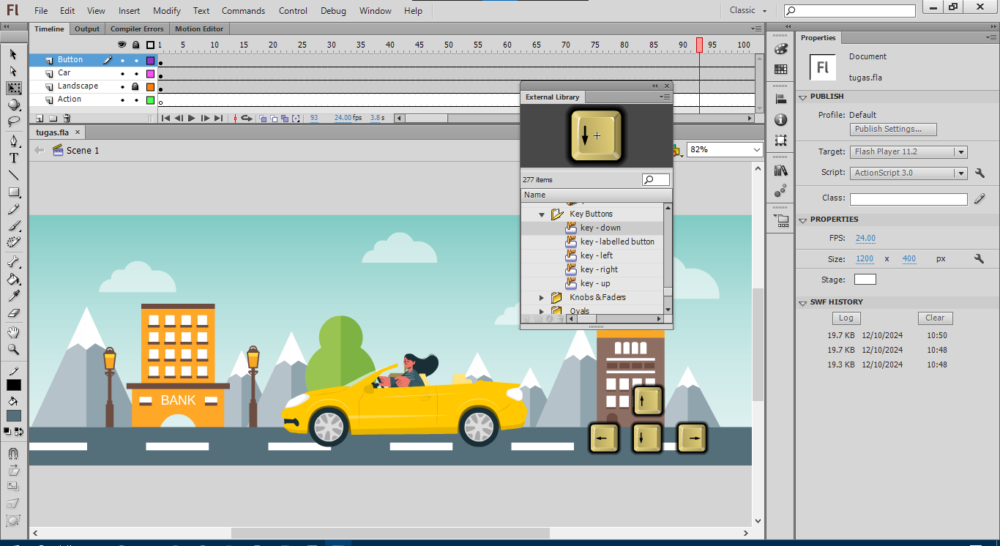 Fl File Edit View Insert Modify Text Commands Control Debug Window Help Classic
Timeline Output Compiler Errors Motion Editor
1 5 10 15 20 25 30 35 40 45 50 55 60 65 70 75 80 85 90 95 100
Button
Car
Landscape
Action
93 24.00 fps 3.8 s
tugas.fla
Scene 1
82%
External Library
277 items
Name
Key Buttons
key - down
key - labelled button
key - left
key - right
key - up
Knobs & Faders
Ovals
BANK
Properties
Fl
Document
tugas.fla
PUBLISH
Profile: Default
Publish Settings...
Target: Flash Player 11.2
Script: ActionScript 3.0
Class:
PROPERTIES
FPS: 24.00
Size: 1200 x 400 px
Stage:
SWF HISTORY
Log Clear
19.7 KB 12/10/2024 10:50
19.7 KB 12/10/2024 10:48
19.3 KB 12/10/2024 10:48